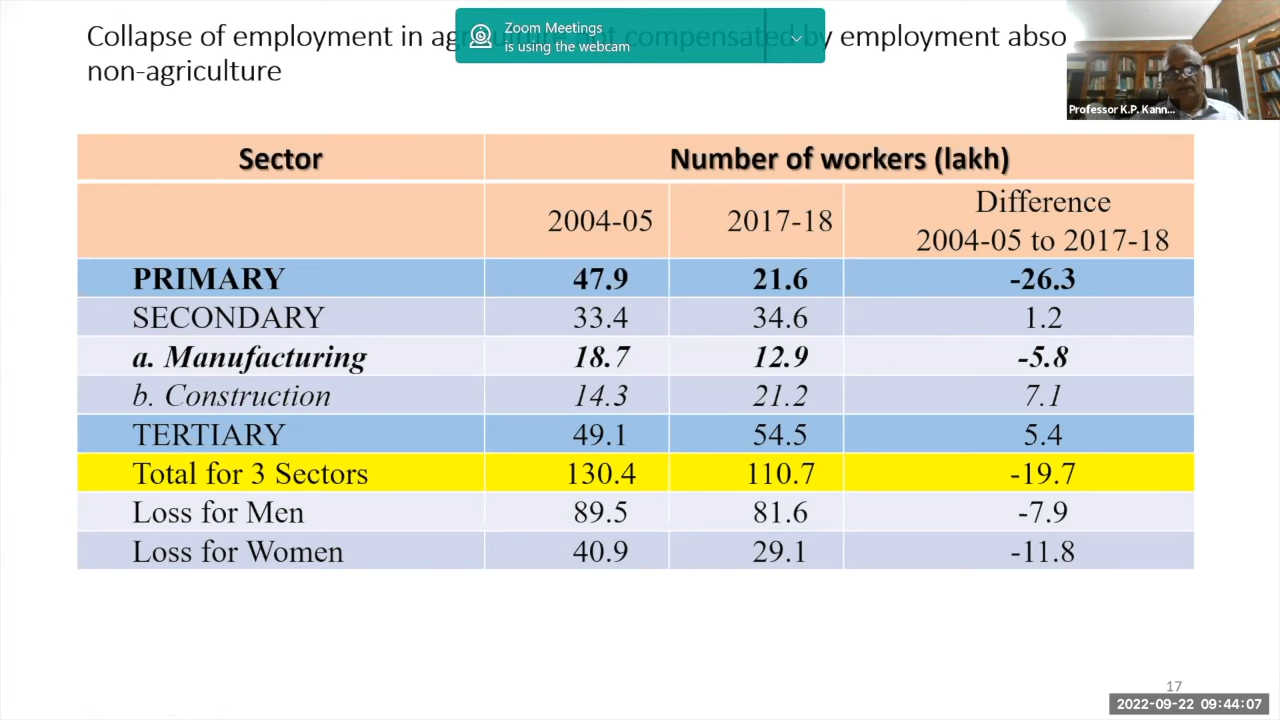 Collapse of employment in by employment
non-agriculture
Zoom Meetings
is using the webcam
Professor K.P. Kann...
Sector Number of workers (lakh)
2004-05 2017-18 Difference
2004-05 to 2017-18
PRIMARY 47.9 21.6 -26.3
SECONDARY 33.4 34.6 1.2
a. Manufacturing 18.7 12.9 -5.8
b. Construction 14.3 21.2 7.1
TERTIARY 49.1 54.5 5.4
Total for 3 Sectors 130.4 110.7 -19.7
Loss for Men 89.5 81.6 -7.9
Loss for Women 40.9 29.1 -11.8
17
2022-09-22 09:44:07